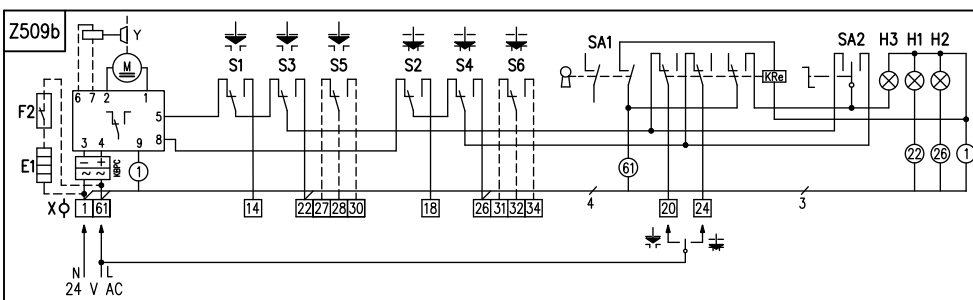 Z509b
Y
M
6 7 2 1
S1 S3 S5 S2 S4 S6
SA1 KRe SA2 H3 H1 H2
F2
5
8
3 4 9
E1
− +
~ ~
KBPC
1
61
22 26 1
X 1 61 14 22 27 28 30 18 26 31 32 34 4 20 24 3
N L
24 V AC